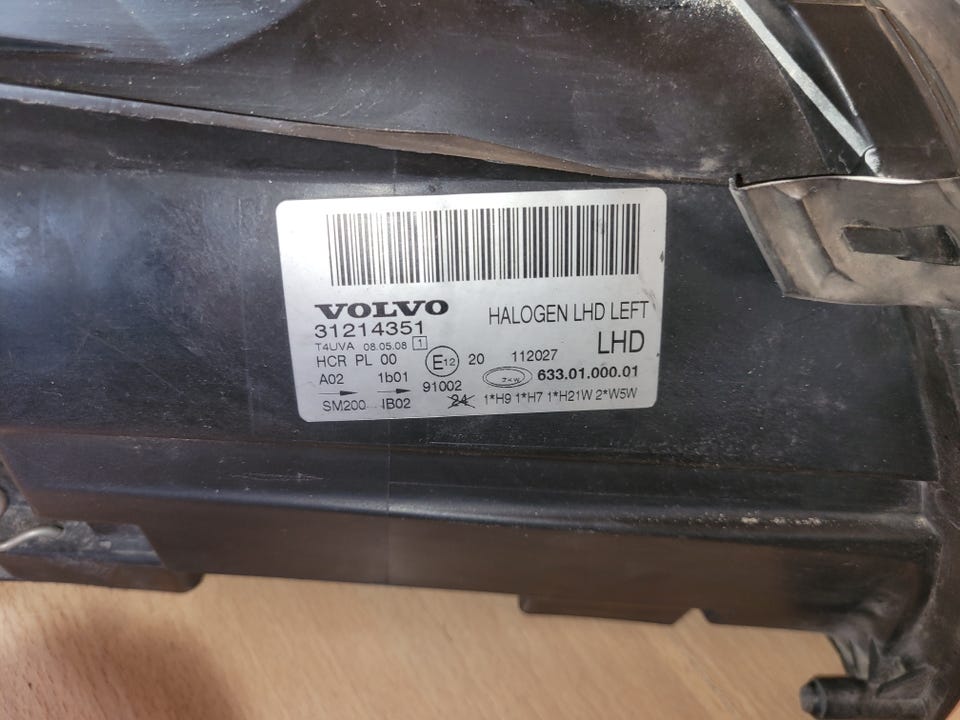 VOLVO
31214351
HALOGEN LHD LEFT
T4UVA 08.05.08 1
LHD
HCR PL 00 E12 20 112027
A02 1b01 91002 633.01.000.01
SM200 IB02 24 1*H9 1*H7 1*H21W 2*W5W